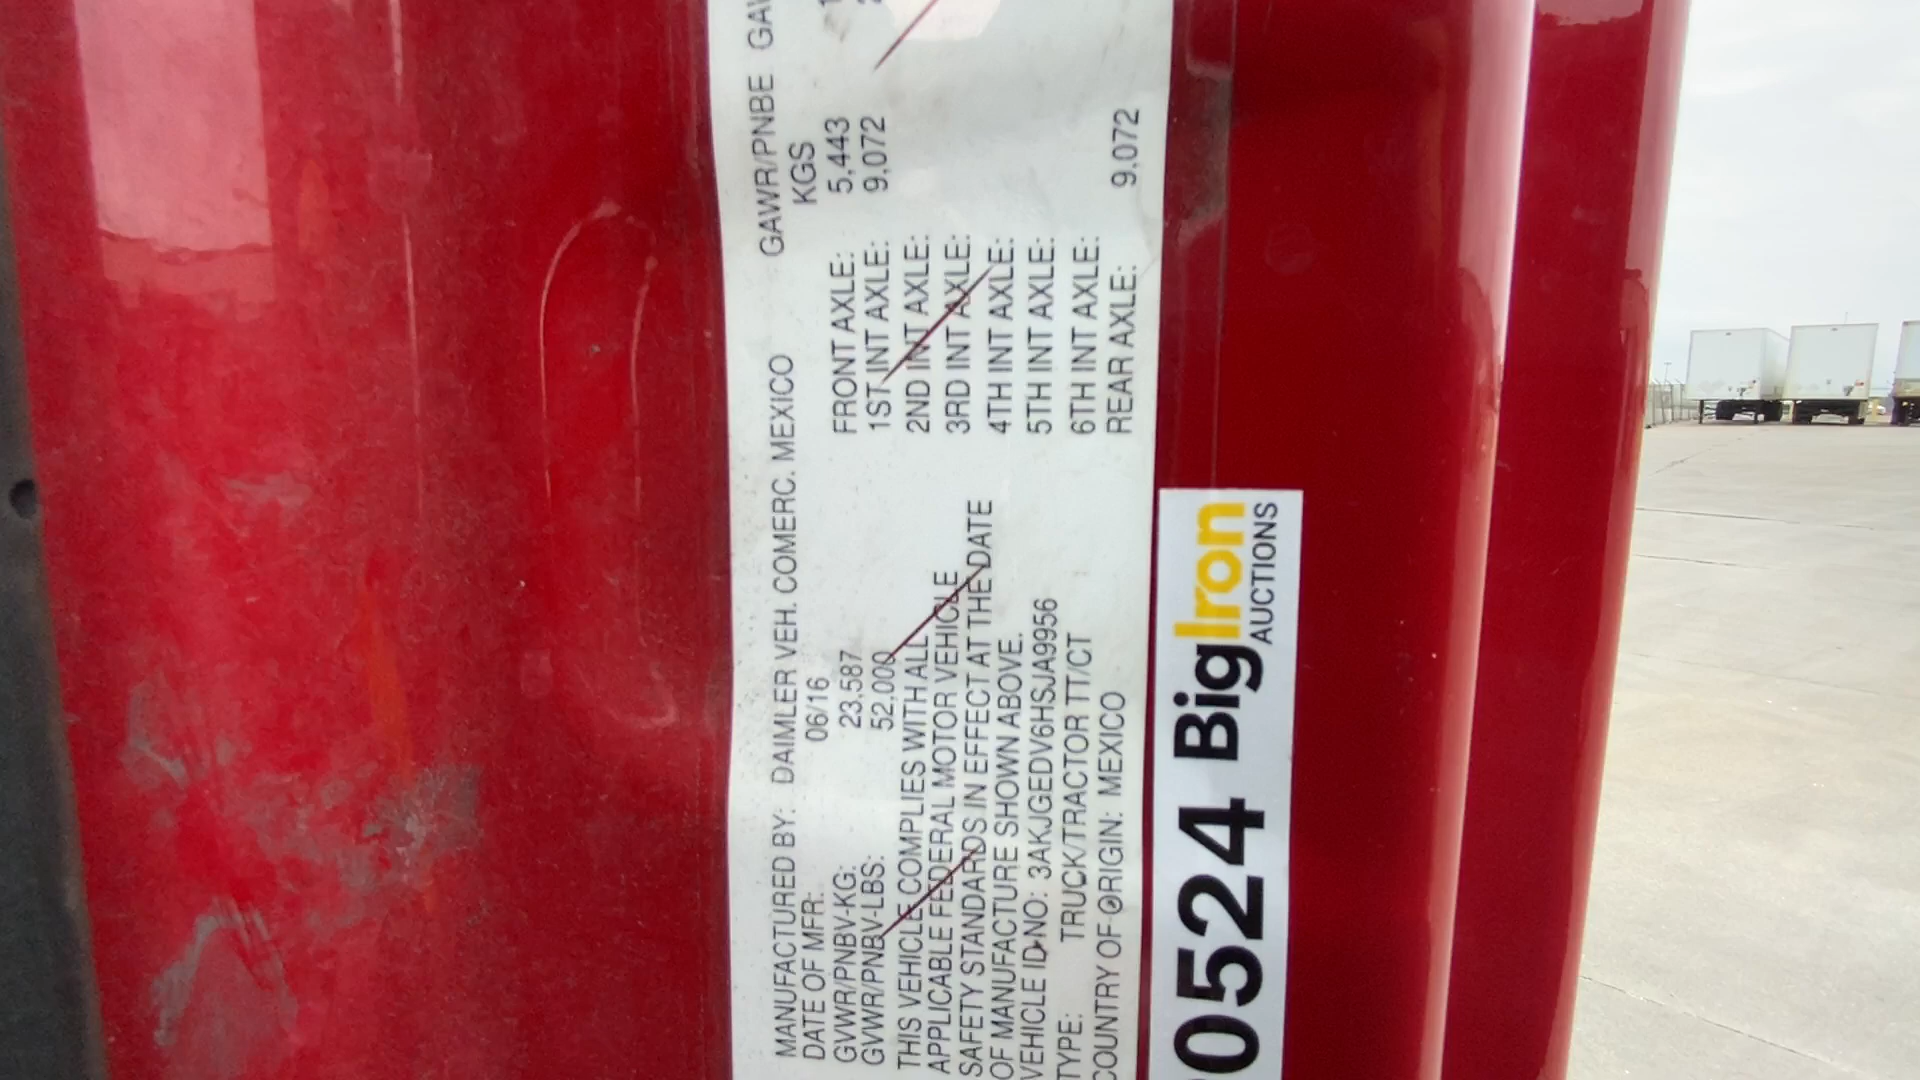 MANUFACTURED BY: DAIMLER VEH. COMERC. MEXICO
DATE OF MFR: 06/16
GVWR/PNBV-KG: 23,587
GVWR/PNBV-LBS: 52,000
THIS VEHICLE COMPLIES WITH ALL
APPLICABLE FEDERAL MOTOR VEHICLE
SAFETY STANDARDS IN EFFECT AT THE DATE
OF MANUFACTURE SHOWN ABOVE.
VEHICLE ID NO: 3AKJGEDV6HSJA9956
TYPE: TRUCK/TRACTOR TT/CT
COUNTRY OF ORIGIN: MEXICO
GAWR/PNBE
KGS
FRONT AXLE: 5,443
1ST INT AXLE: 9,072
2ND INT AXLE:
3RD INT AXLE:
4TH INT AXLE:
5TH INT AXLE:
6TH INT AXLE:
REAR AXLE: 9,072
0524 BigIron
AUCTIONS